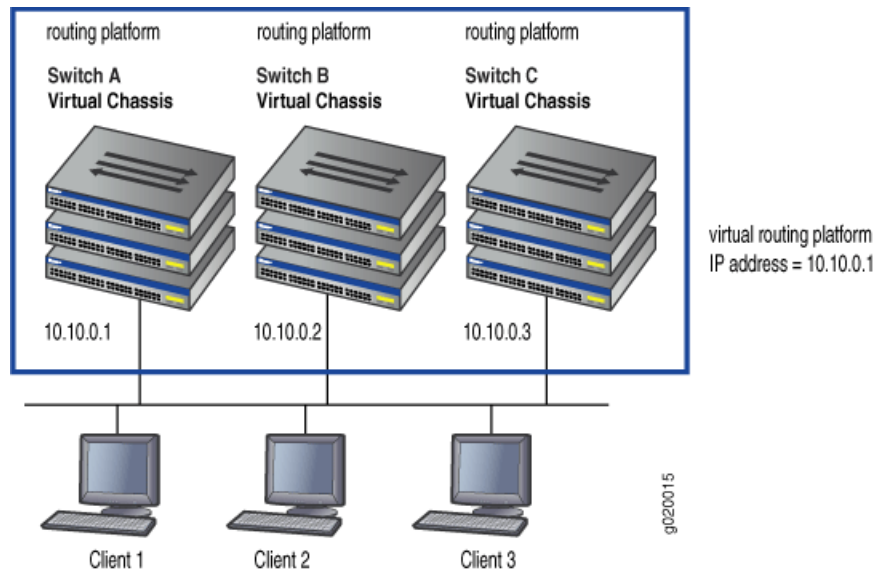 routing platform
routing platform
routing platform
Switch A
Virtual Chassis
Switch B
Virtual Chassis
Switch C
Virtual Chassis
virtual routing platform
IP address = 10.10.0.1
10.10.0.1
10.10.0.2
10.10.0.3
g020015
Client 1
Client 2
Client 3